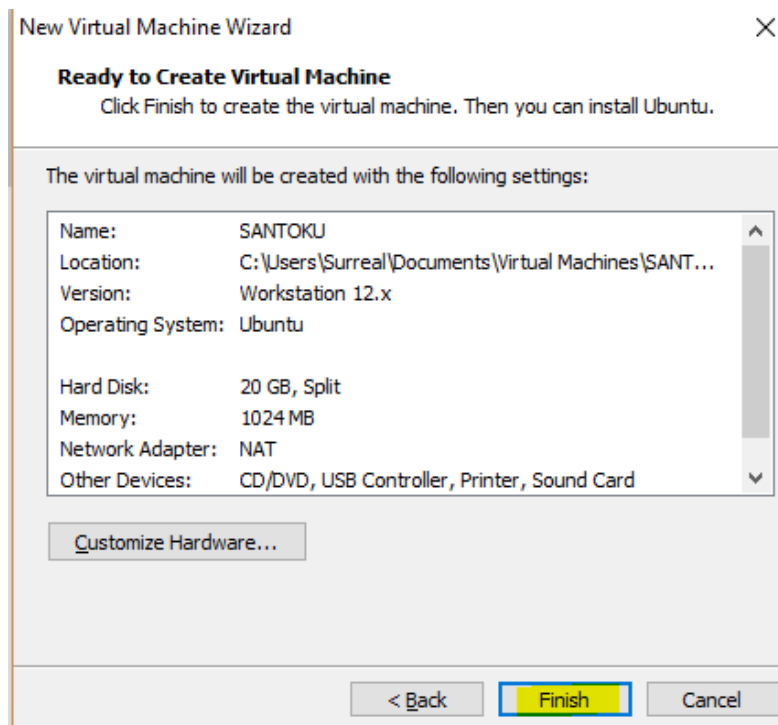 New Virtual Machine Wizard
Ready to Create Virtual Machine
Click Finish to create the virtual machine. Then you can install Ubuntu.
The virtual machine will be created with the following settings:
Name: SANTOKU
Location: C:\Users\Surreal\Documents\Virtual Machines\SANT...
Version: Workstation 12.x
Operating System: Ubuntu
Hard Disk: 20 GB, Split
Memory: 1024 MB
Network Adapter: NAT
Other Devices: CD/DVD, USB Controller, Printer, Sound Card
Customize Hardware...
< Back Finish Cancel